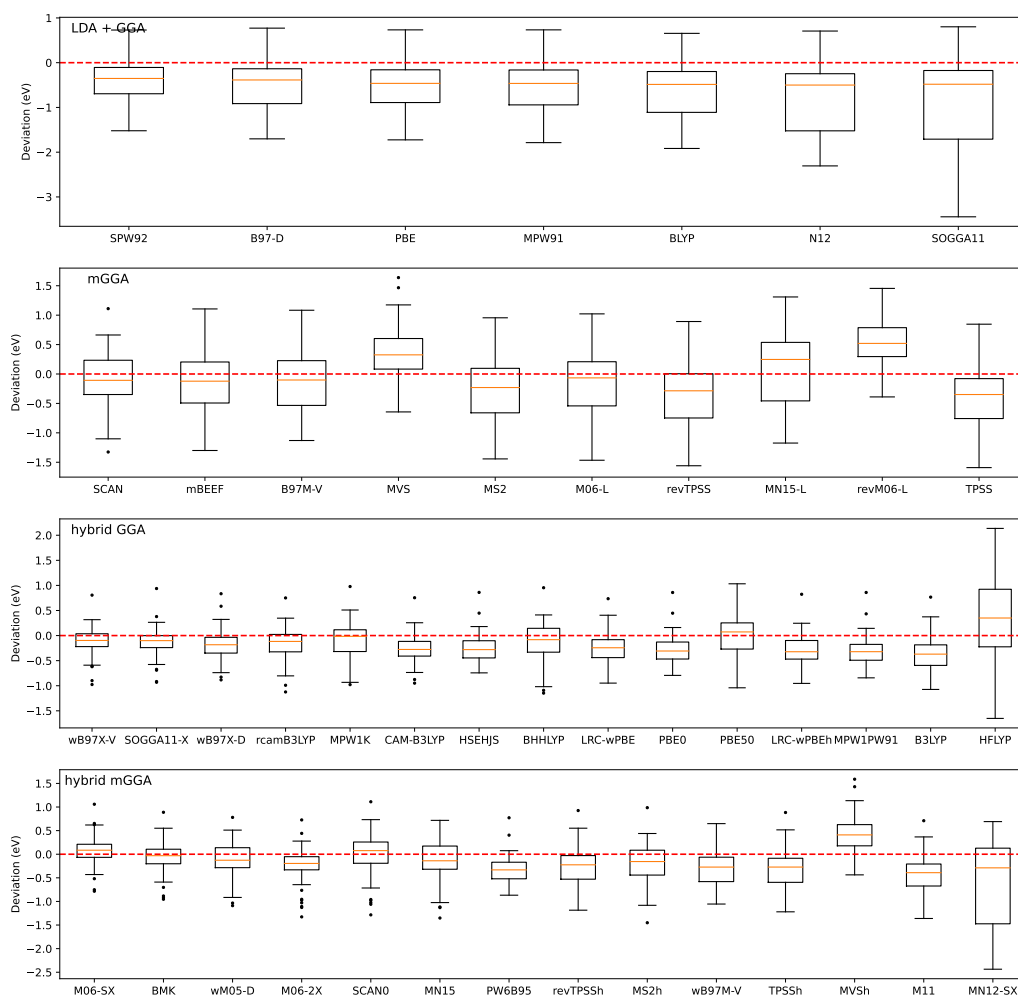 LDA + GGA
1
0
−1
−2
−3
Deviation (eV)
SPW92 B97-D PBE MPW91 BLYP N12 SOGGA11
mGGA
1.5
1.0
0.5
0.0
−0.5
−1.0
−1.5
Deviation (eV)
SCAN mBEEF B97M-V MVS MS2 M06-L revTPSS MN15-L revM06-L TPSS
hybrid GGA
2.0
1.5
1.0
0.5
0.0
−0.5
−1.0
−1.5
Deviation (eV)
wB97X-V SOGGA11-X wB97X-D rcamB3LYP MPW1K CAM-B3LYP HSEHJS BHHLYP LRC-wPBE PBE0 PBE50 LRC-wPBEh MPW1PW91 B3LYP HFLYP
hybrid mGGA
1.5
1.0
0.5
0.0
−0.5
−1.0
−1.5
−2.0
−2.5
Deviation (eV)
M06-SX BMK wM05-D M06-2X SCAN0 MN15 PW6B95 revTPSSh MS2h wB97M-V TPSSh MVSh M11 MN12-SX